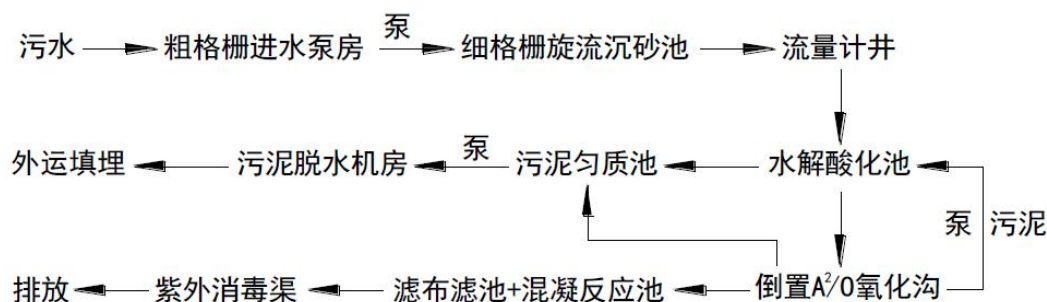 污水 粗格栅进水泵房 泵 细格栅旋流沉砂池 流量计井
外运填埋 污泥脱水机房 泵 污泥匀质池 水解酸化池
泵 污泥
排放 紫外消毒渠 滤布滤池+混凝反应池 倒置A²/O氧化沟